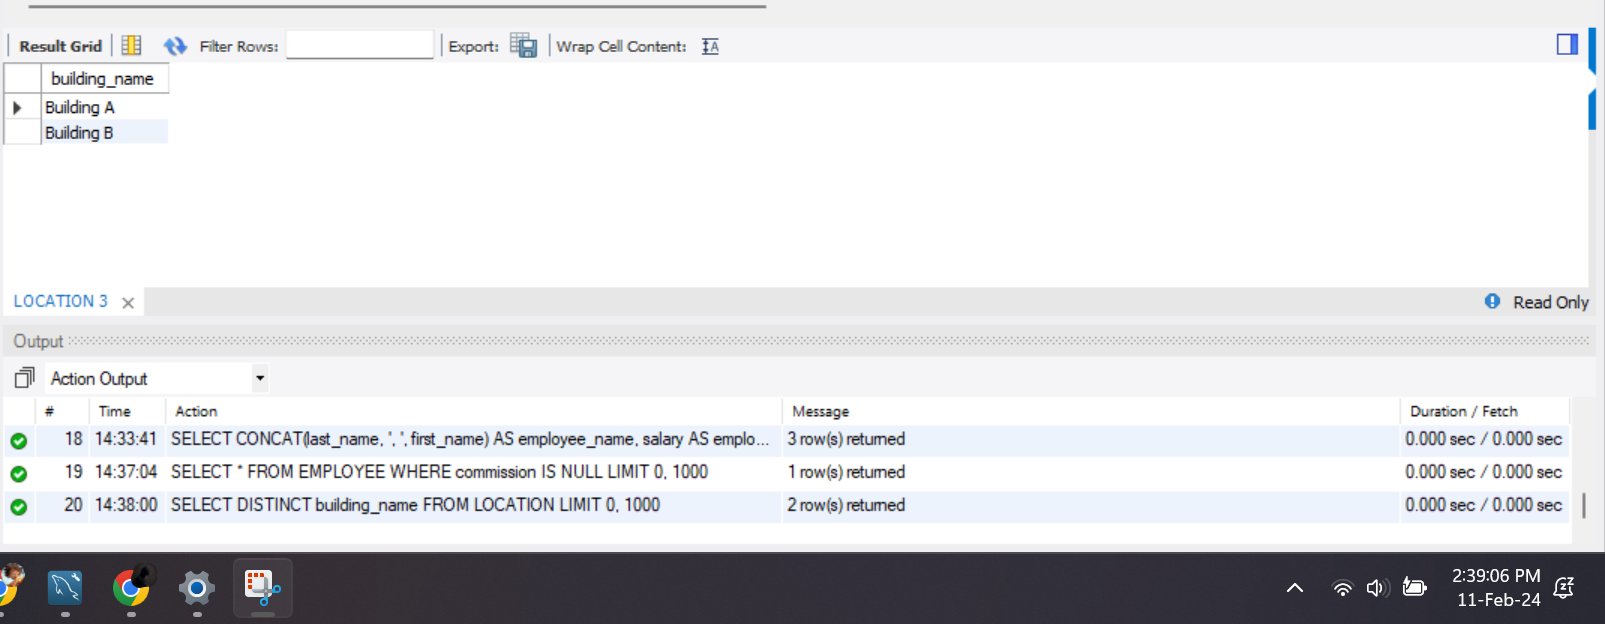 Result Grid Filter Rows: Export: Wrap Cell Content: IA
building_name
Building A
Building B
LOCATION 3 Read Only
Output
Action Output
# Time Action Message Duration / Fetch
18 14:33:41 SELECT CONCAT(last_name, ', ', first_name) AS employee_name, salary AS emplo... 3 row(s) returned 0.000 sec / 0.000 sec
19 14:37:04 SELECT * FROM EMPLOYEE WHERE commission IS NULL LIMIT 0, 1000 1 row(s) returned 0.000 sec / 0.000 sec
20 14:38:00 SELECT DISTINCT building_name FROM LOCATION LIMIT 0, 1000 2 row(s) returned 0.000 sec / 0.000 sec
2:39:06 PM
11-Feb-24